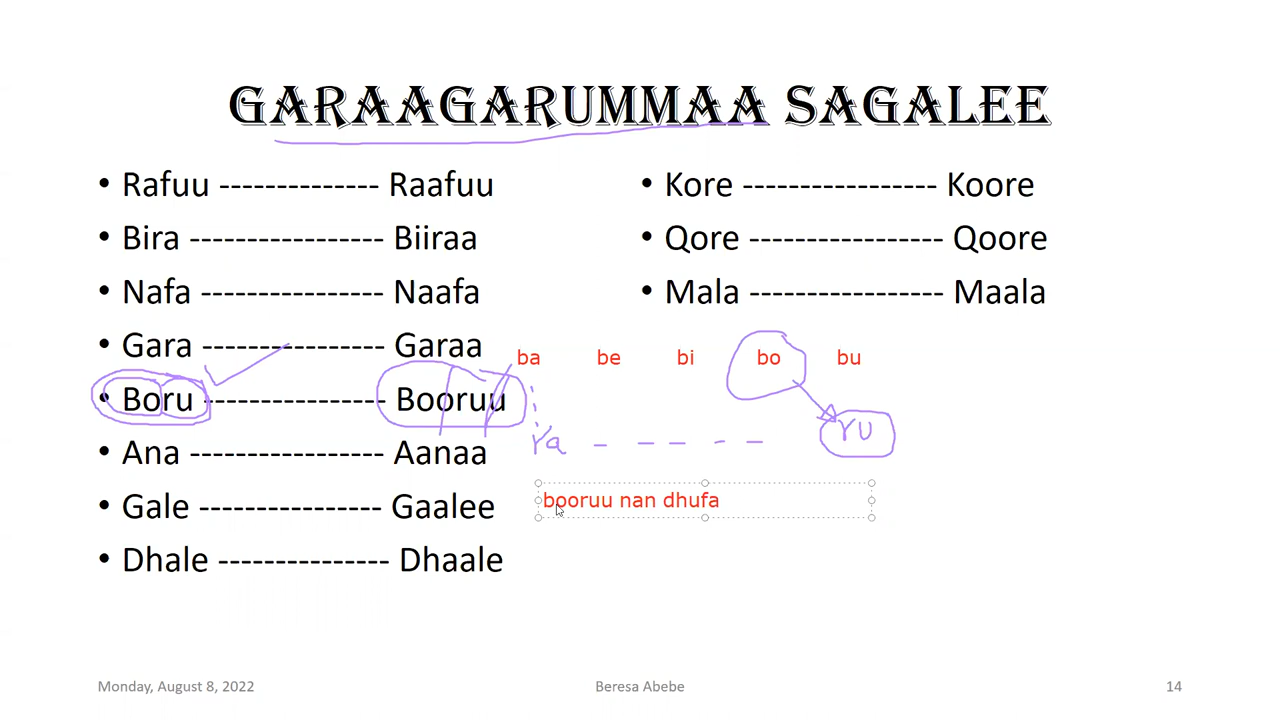 GARAAGARUMMAA SAGALEE
• Rafuu -------------- Raafuu
• Bira ----------------- Biiraa
• Nafa ---------------- Naafa
• Gara ---------------- Garaa
• Boru ---------------- Booruu
• Ana ----------------- Aanaa
• Gale ---------------- Gaalee
• Dhale --------------- Dhaale
• Kore ----------------- Koore
• Qore ----------------- Qoore
• Mala ----------------- Maala
ba be bi bo bu
ra - - - - - ru
booruu nan dhufa
Monday, August 8, 2022 Beresa Abebe 14